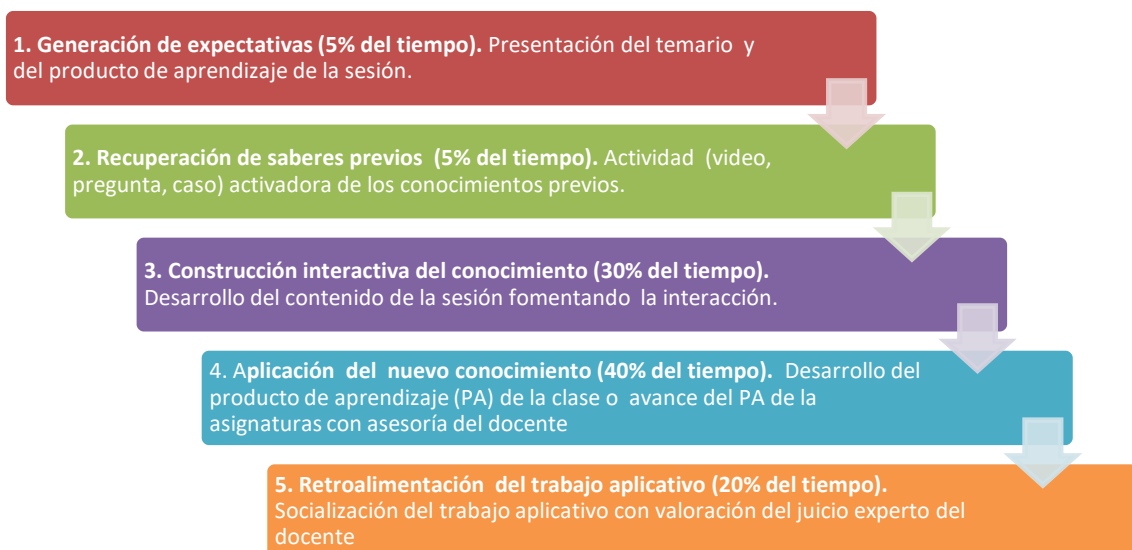 1. Generación de expectativas (5% del tiempo). Presentación del temario y
del producto de aprendizaje de la sesión.
2. Recuperación de saberes previos (5% del tiempo). Actividad (video,
pregunta, caso) activadora de los conocimientos previos.
3. Construcción interactiva del conocimiento (30% del tiempo).
Desarrollo del contenido de la sesión fomentando la interacción.
4. Aplicación del nuevo conocimiento (40% del tiempo). Desarrollo del
producto de aprendizaje (PA) de la clase o avance del PA de la
asignaturas con asesoría del docente
5. Retroalimentación del trabajo aplicativo (20% del tiempo).
Socialización del trabajo aplicativo con valoración del juicio experto del
docente